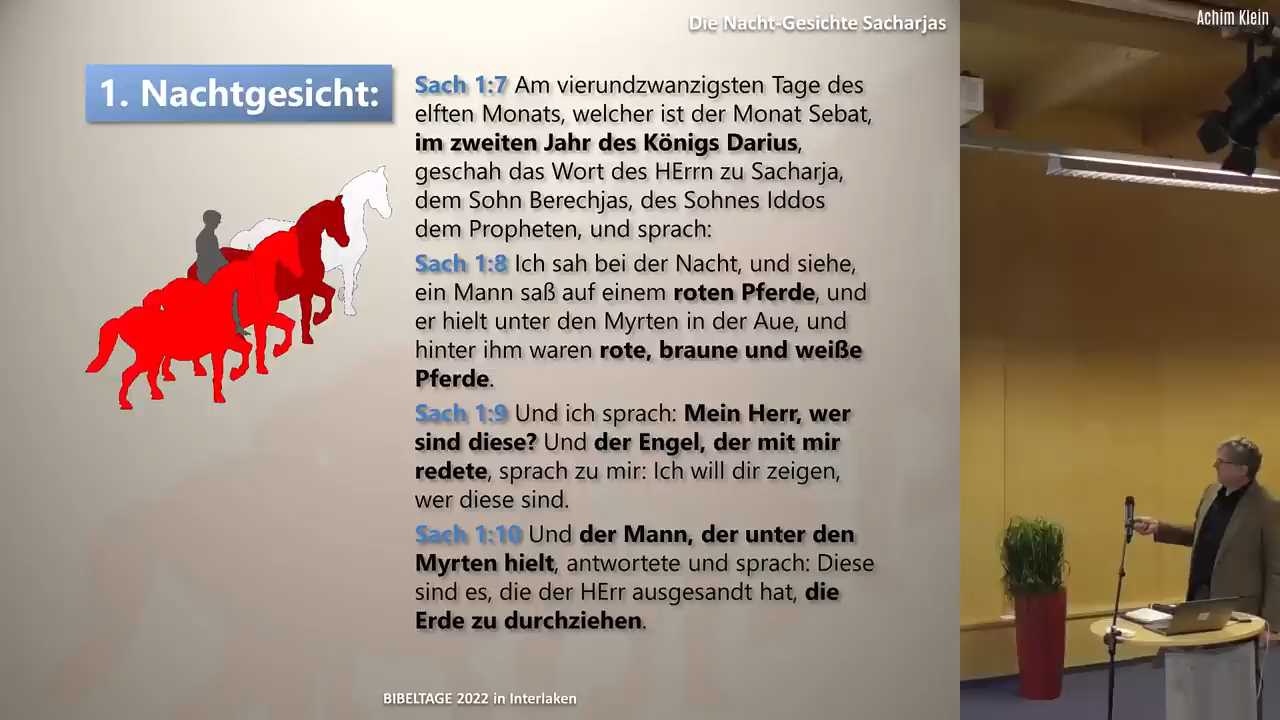 Die Nacht-Gesichte Sacharjas
Achim Klein
1. Nachtgesicht:
Sach 1:7 Am vierundzwanzigsten Tage des
elften Monats, welcher ist der Monat Sebat,
im zweiten Jahr des Königs Darius,
geschah das Wort des HErrn zu Sacharja,
dem Sohn Berechjas, des Sohnes Iddos
dem Propheten, und sprach:
Sach 1:8 Ich sah bei der Nacht, und siehe,
ein Mann saß auf einem roten Pferde, und
er hielt unter den Myrten in der Aue, und
hinter ihm waren rote, braune und weiße
Pferde.
Sach 1:9 Und ich sprach: Mein Herr, wer
sind diese? Und der Engel, der mit mir
redete, sprach zu mir: Ich will dir zeigen,
wer diese sind.
Sach 1:10 Und der Mann, der unter den
Myrten hielt, antwortete und sprach: Diese
sind es, die der HErr ausgesandt hat, die
Erde zu durchziehen.
BIBELTAGE 2022 in Interlaken